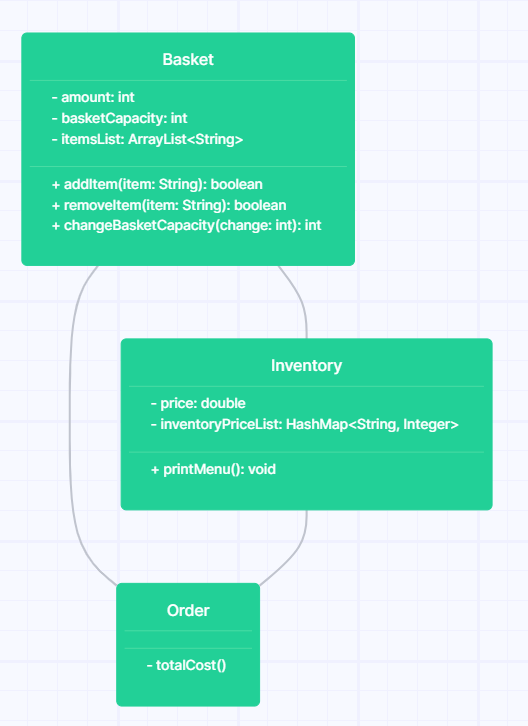 Basket
- amount: int
- basketCapacity: int
- itemsList: ArrayList<String>
+ addItem(item: String): boolean
+ removeItem(item: String): boolean
+ changeBasketCapacity(change: int): int
Inventory
- price: double
- inventoryPriceList: HashMap<String, Integer>
+ printMenu(): void
Order
- totalCost()